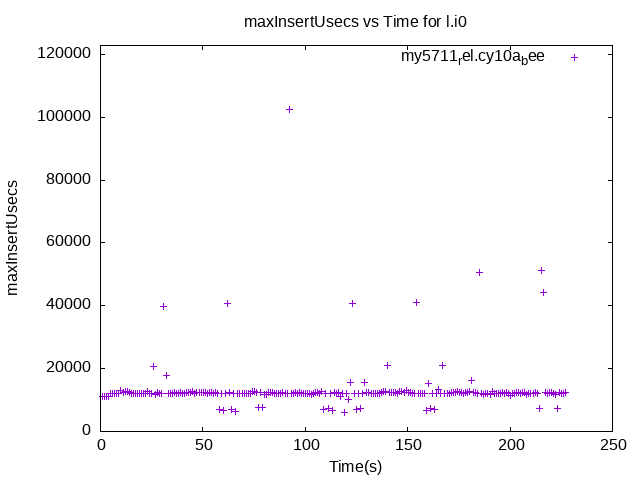 maxInsertUsecs vs Time for l.i0
my5711rel.cy10abee
120000
100000
80000
60000
40000
20000
0
maxInsertUsecs
0 50 100 150 200 250
Time(s)